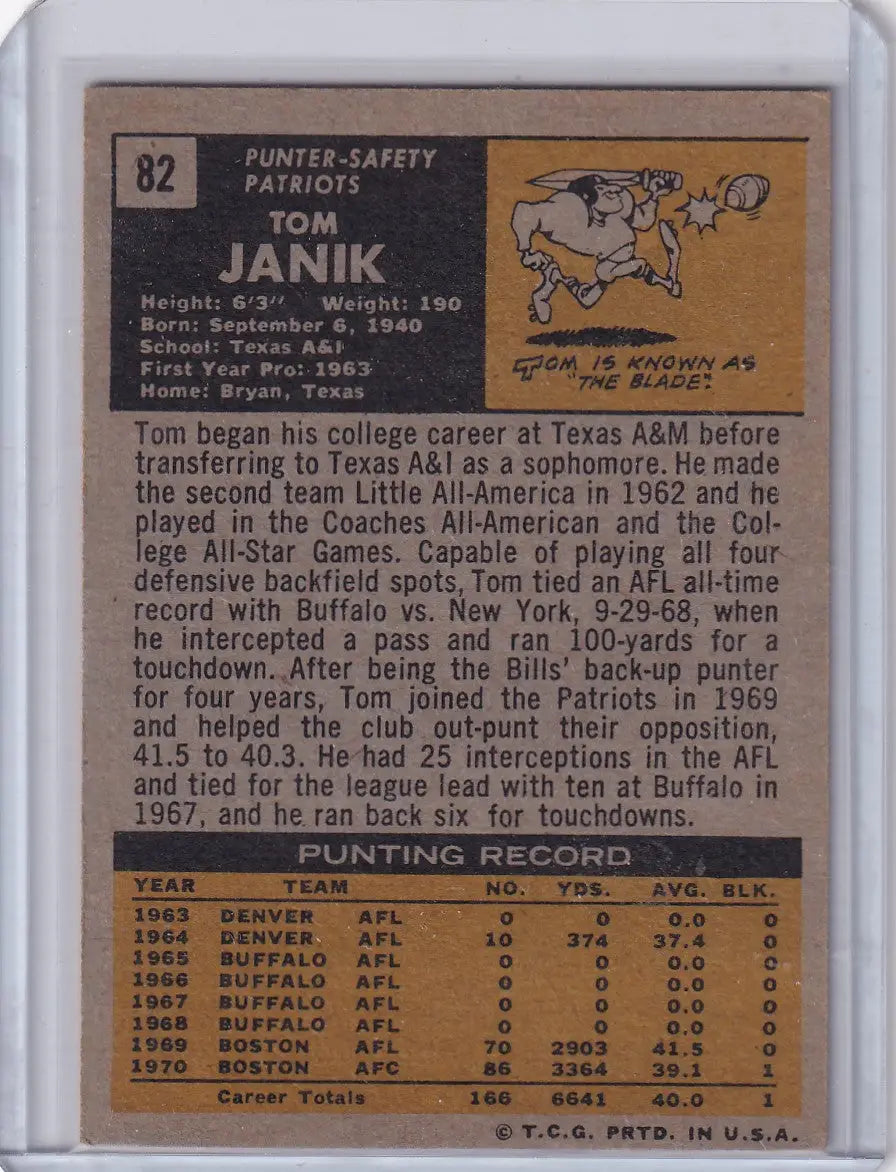 82
PUNTER-SAFETY
PATRIOTS
TOM
JANIK
Height: 6'3" Weight: 190
Born: September 6, 1940
School: Texas A&I
First Year Pro: 1963
Home: Bryan, Texas
TOM IS KNOWN AS
"THE BLADE".
Tom began his college career at Texas A&M before
transferring to Texas A&I as a sophomore. He made
the second team Little All-America in 1962 and he
played in the Coaches All-American and the Col-
lege All-Star Games. Capable of playing all four
defensive backfield spots, Tom tied an AFL all-time
record with Buffalo vs. New York, 9-29-68, when
he intercepted a pass and ran 100-yards for a
touchdown. After being the Bills' back-up punter
for four years, Tom joined the Patriots in 1969
and helped the club out-punt their opposition,
41.5 to 40.3. He had 25 interceptions in the AFL
and tied for the league lead with ten at Buffalo in
1967, and he ran back six for touchdowns.
PUNTING RECORD
YEAR TEAM NO. YDS. AVG. BLK.
1963 DENVER AFL 0 0 0.0 0
1964 DENVER AFL 10 374 37.4 0
1965 BUFFALO AFL 0 0 0.0 0
1966 BUFFALO AFL 0 0 0.0 0
1967 BUFFALO AFL 0 0 0.0 0
1968 BUFFALO AFL 0 0 0.0 0
1969 BOSTON AFL 70 2903 41.5 0
1970 BOSTON AFC 86 3364 39.1 1
Career Totals 166 6641 40.0 1
© T.C.G. PRTD. IN U.S.A.